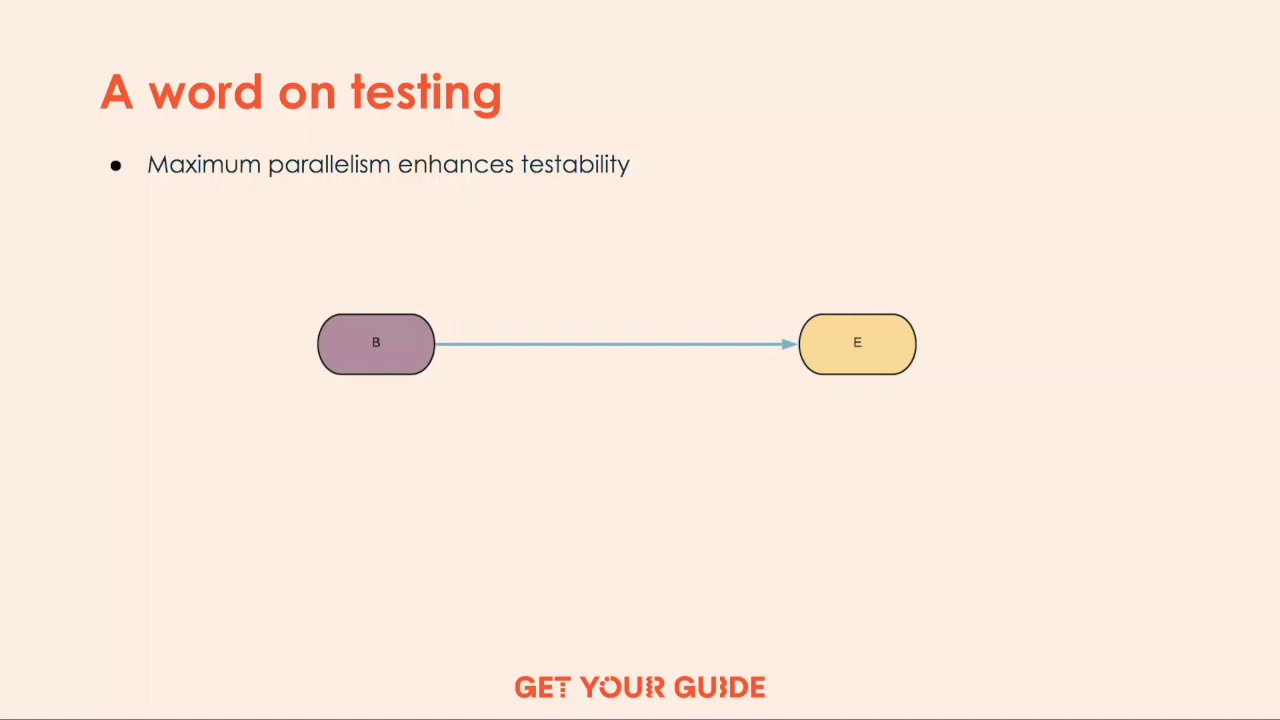 A word on testing
● Maximum parallelism enhances testability
B
E
GET YOUR GUIDE